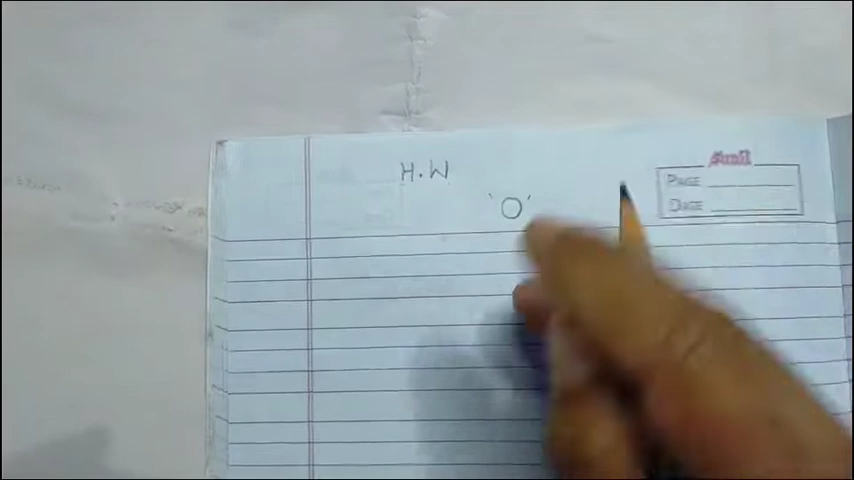 H.W
Sunil
PAGE
'O'
DATE